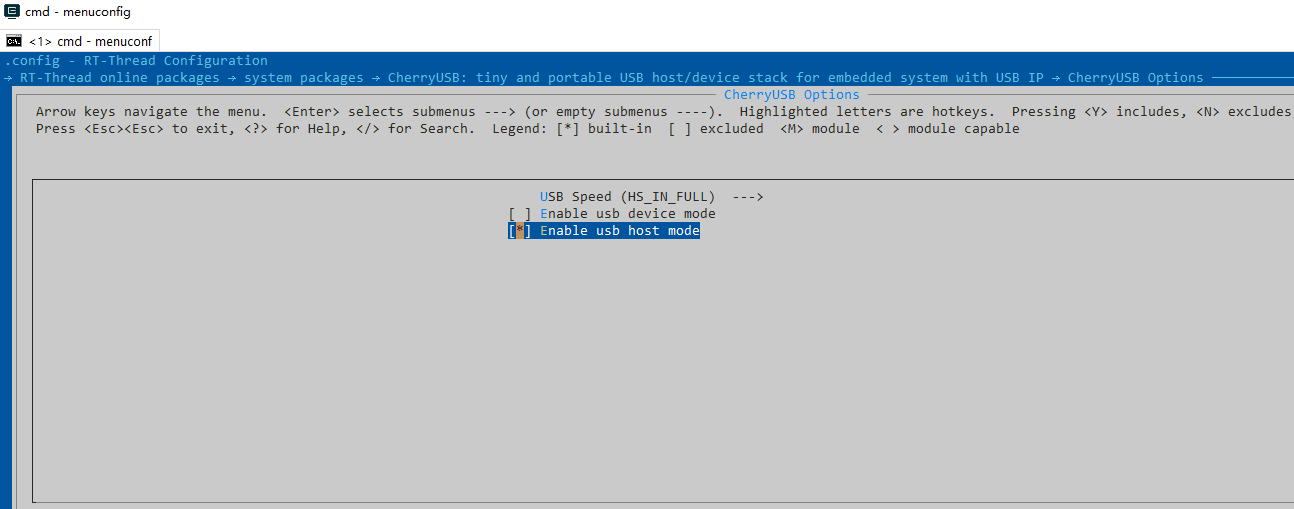 cmd - menuconfig
<1> cmd - menuconf
.config - RT-Thread Configuration
→ RT-Thread online packages → system packages → CherryUSB: tiny and portable USB host/device stack for embedded system with USB IP → CherryUSB Options
CherryUSB Options
Arrow keys navigate the menu.  <Enter> selects submenus ---> (or empty submenus ----).  Highlighted letters are hotkeys.  Pressing <Y> includes, <N> excludes
Press <Esc><Esc> to exit, <?> for Help, </> for Search.  Legend: [*] built-in  [ ] excluded  <M> module  < > module capable
USB Speed (HS_IN_FULL)  --->
[ ] Enable usb device mode
[*] Enable usb host mode